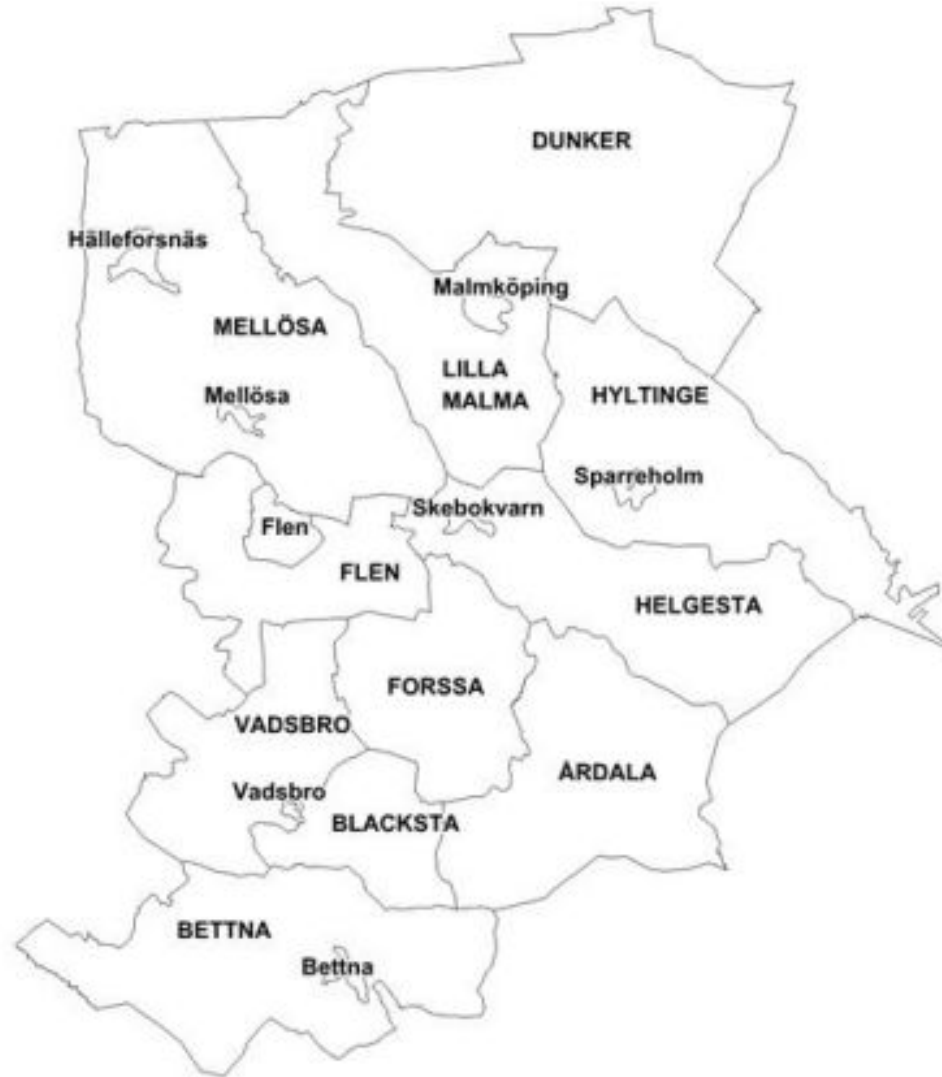 DUNKER
Hälleforsnäs
Malmköping
MELLÖSA
LILLA
MALMA
HYLTINGE
Mellösa
Sparreholm
Skebokvarn
Flen
FLEN
HELGESTA
FORSSA
VADSBRO
ÅRDALA
Vadsbro
BLACKSTA
BETTNA
Bettna